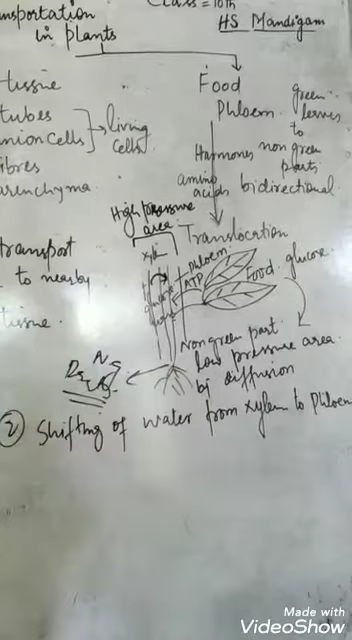 nsportation
in plants
Class = 10th
HS Mandigam
tissue
tubes
nion cells
living
cells
ibres
arenchyma.
Food
Phloem
green
leaves
to
non green
parts
Harmones
amino
acids
bidirectional
transport
to nearby
tissue.
High pressure
area
Translocation
xylem
Phloem
ATP
Food glucose
Non green part.
low pressure area.
by diffusion
② Shifting of water from xylem to Phloem
Made with
VideoShow